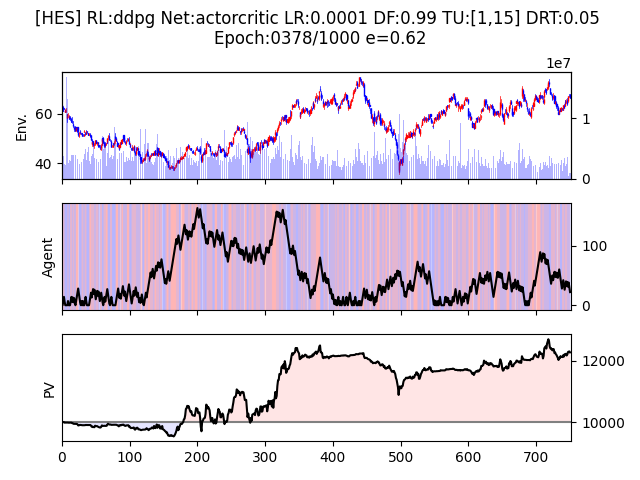 [HES] RL:ddpg Net:actorcritic LR:0.0001 DF:0.99 TU:[1,15] DRT:0.05
Epoch:0378/1000 e=0.62
1e7
Env.
60
40
1
0
Agent
100
0
PV
12000
10000
0 100 200 300 400 500 600 700